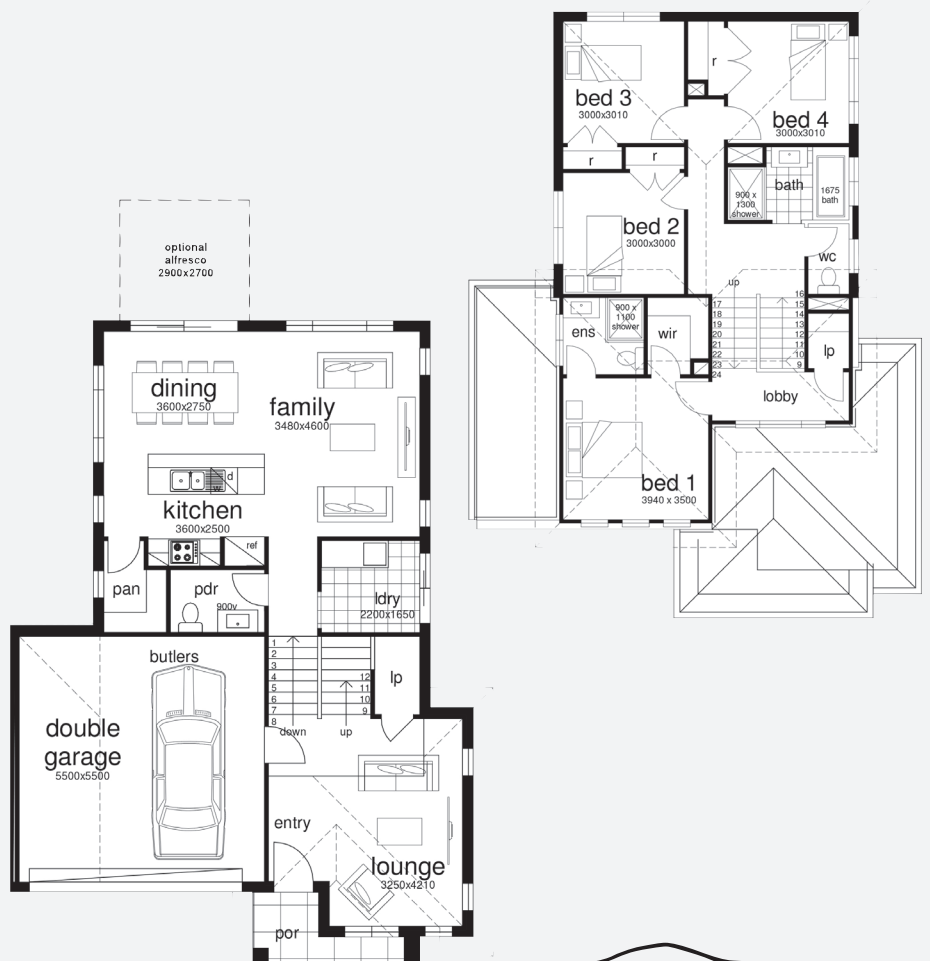 bed 3
3000x3010
r
bed 4
3000x3010
r
r
bath
900 x
1300
shower
1675
bath
bed 2
3000x3000
wc
up
16
17
15
18
14
19
13
20
12
21
11
22
10
23
9
24
ens
900 x
1100
shower
wir
lp
lobby
bed 1
3940 x 3500
optional
alfresco
2900x2700
dining
3600x2750
family
3480x4600
d
w
kitchen
3600x2500
ref
pan
pdr
900v
ldry
2200x1650
1
2
3
4
12
5
11
6
10
7
9
8
lp
down
up
butlers
double
garage
5500x5500
entry
lounge
3250x4210
por